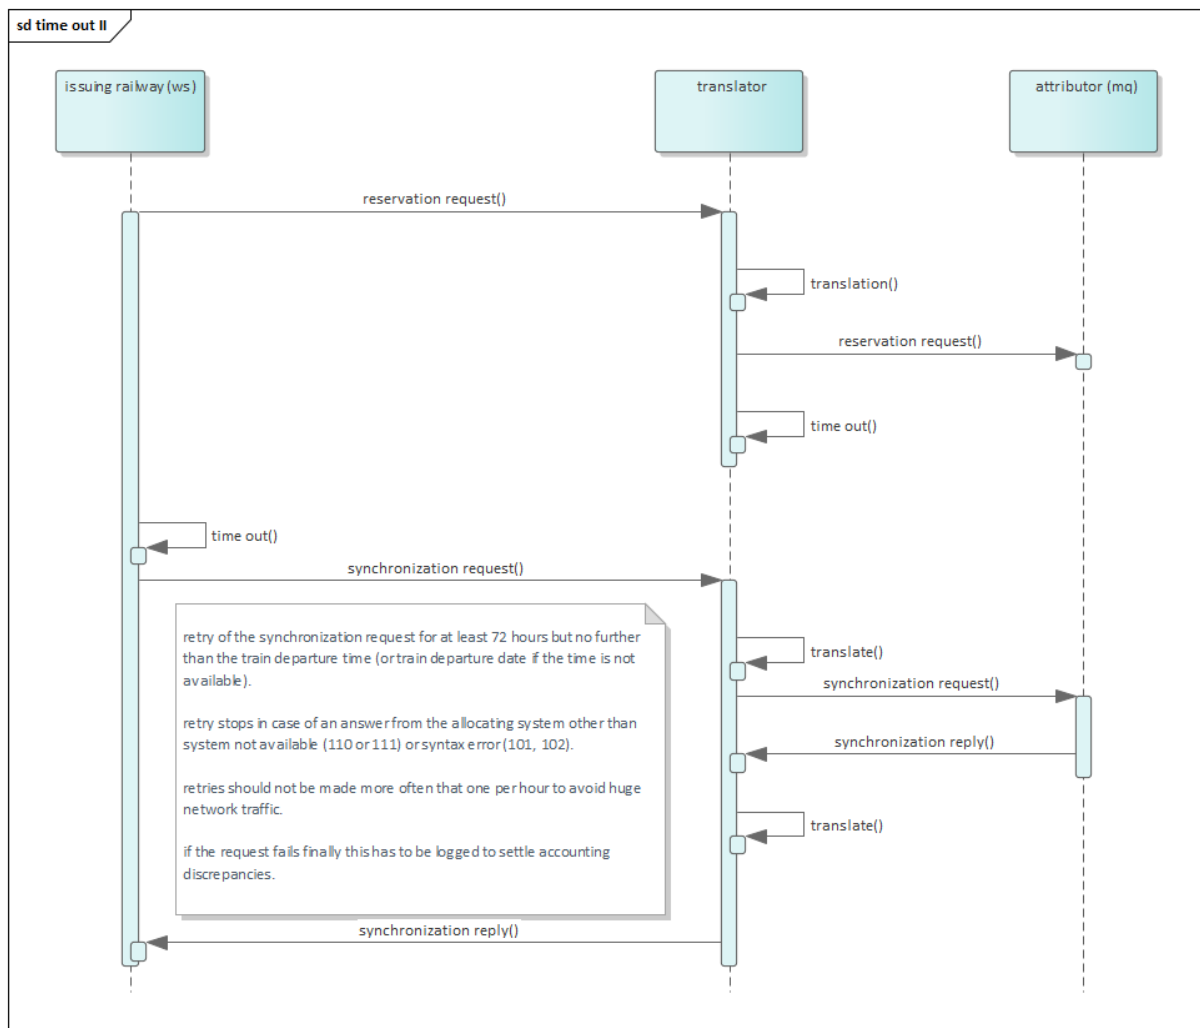 sd time out II
issuing railway (ws)
translator
attributor (mq)
reservation request()
translation()
reservation request()
time out()
time out()
synchronization request()
retry of the synchronization request for at least 72 hours but no further
than the train departure time (or train departure date if the time is not
available).
retry stops in case of an answer from the allocating system other than
system not available (110 or 111) or syntax error (101, 102).
retries should not be made more often that one per hour to avoid huge
network traffic.
if the request fails finally this has to be logged to settle accounting
discrepancies.
translate()
synchronization request()
synchronization reply()
translate()
synchronization reply()